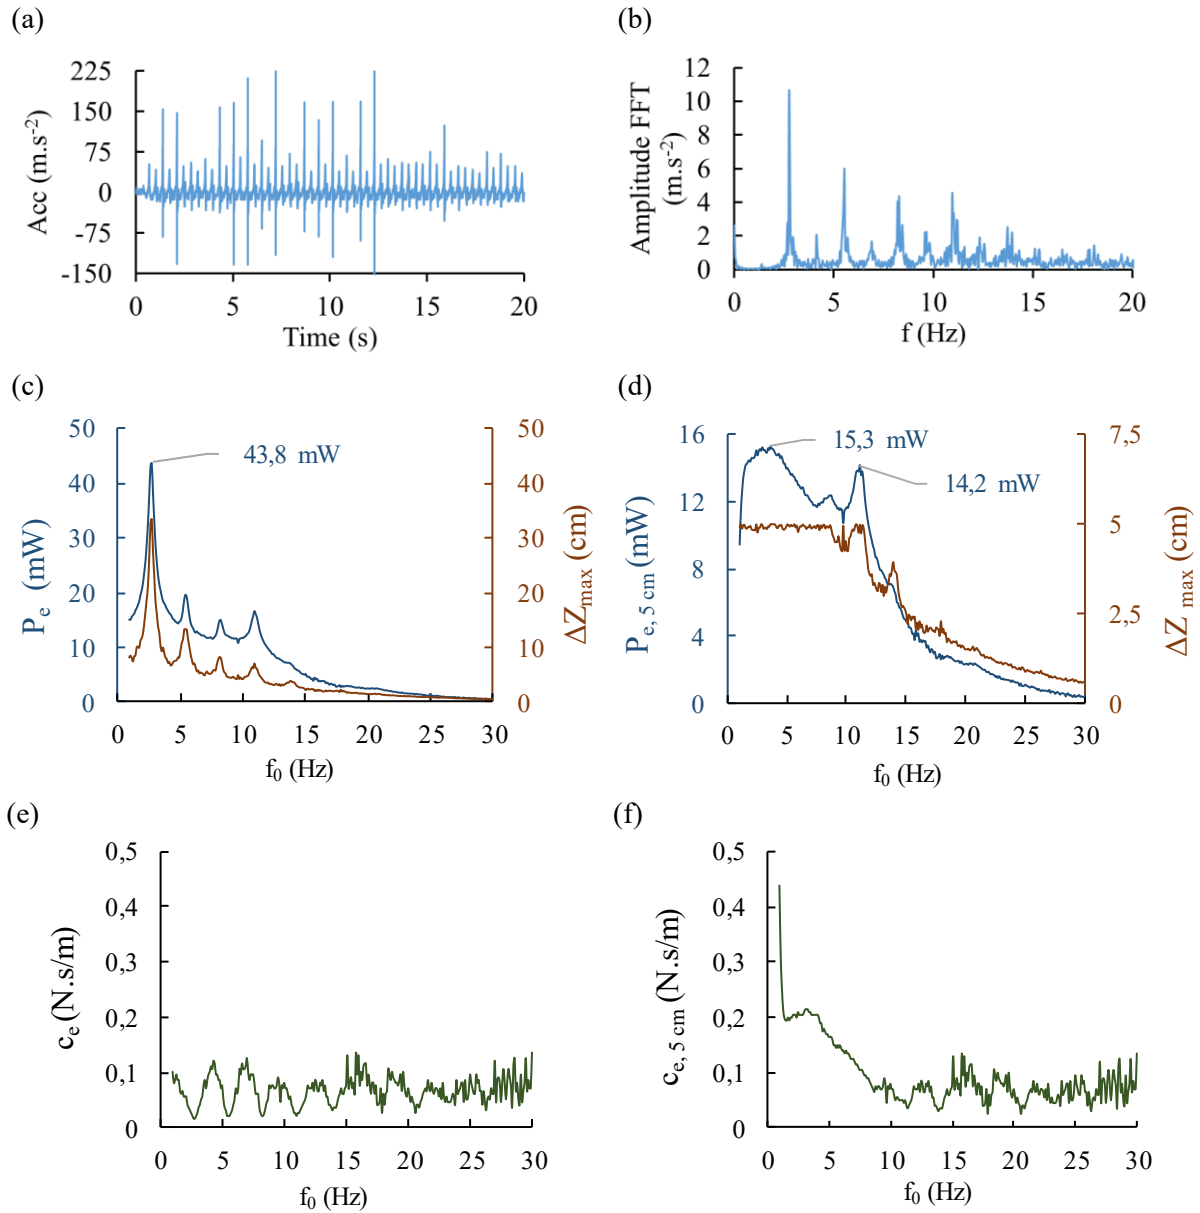 (a)
Acc (m.s⁻²)
225
150
75
0
-75
-150
0 5 10 15 20
Time (s)
(b)
Amplitude FFT
(m.s⁻²)
12
10
8
6
4
2
0
0 5 10 15 20
f (Hz)
(c)
Pₑ (mW)
50
40
30
20
10
0
43,8 mW
50
40
30
20
10
0
ΔZmax (cm)
0 5 10 15 20 25 30
f₀ (Hz)
(d)
Pe, 5 cm (mW)
16
12
8
4
0
15,3 mW
14,2 mW
7,5
5
2,5
0
ΔZ max (cm)
0 5 10 15 20 25 30
f₀ (Hz)
(e)
cₑ (N.s/m)
0,5
0,4
0,3
0,2
0,1
0
0 5 10 15 20 25 30
f₀ (Hz)
(f)
ce, 5 cm (N.s/m)
0,5
0,4
0,3
0,2
0,1
0
0 5 10 15 20 25 30
f₀ (Hz)